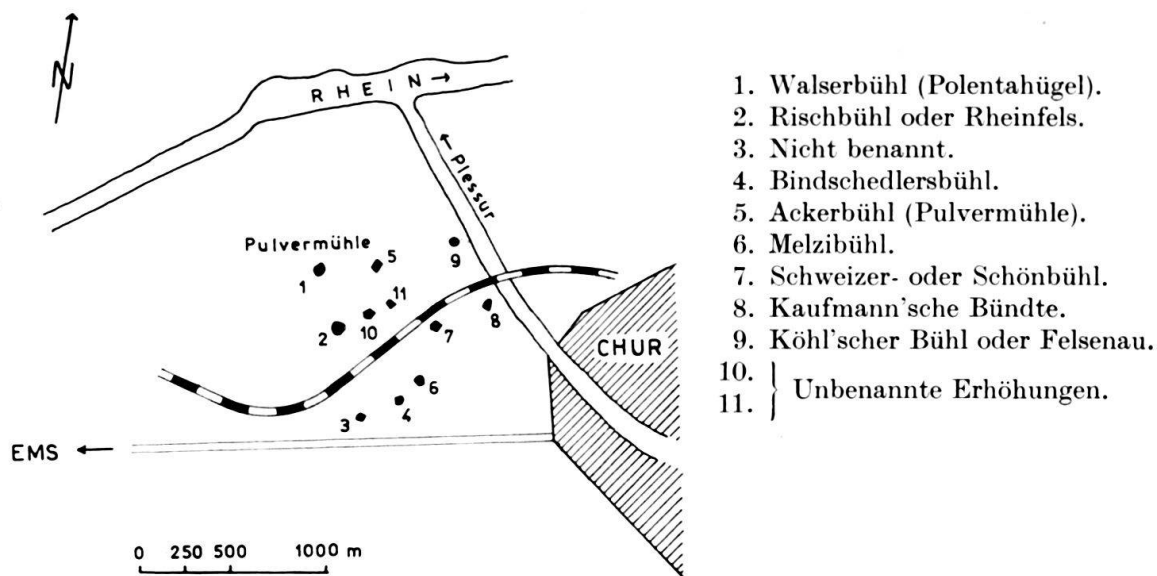 N
RHEIN →
← Plessur
Pulvermühle
1
5
9
11
10
2
7
8
CHUR
6
4
3
EMS ←
0 250 500 1000 m
1. Walserbühl (Polentahügel).
2. Rischbühl oder Rheinfels.
3. Nicht benannt.
4. Bindschedlersbühl.
5. Ackerbühl (Pulvermühle).
6. Melzibühl.
7. Schweizer- oder Schönbühl.
8. Kaufmann'sche Bündte.
9. Köhl'scher Bühl oder Felsenau.
10.
11. } Unbenannte Erhöhungen.